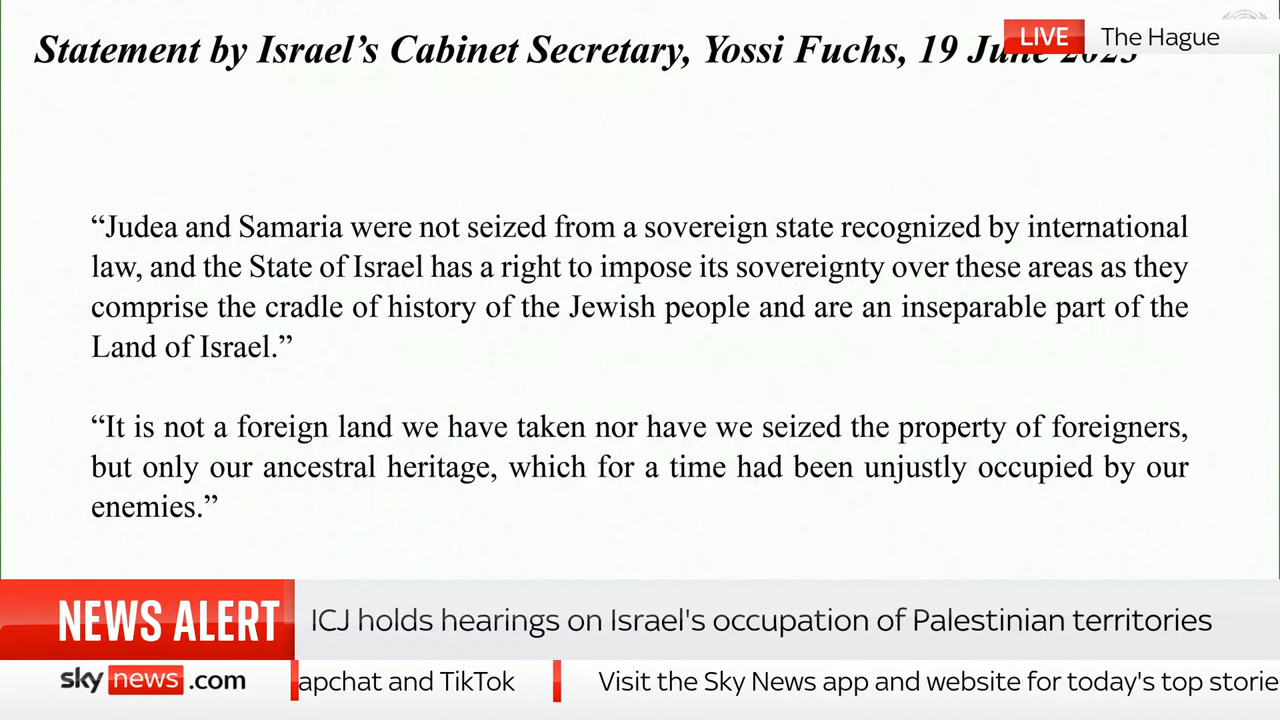 Statement by Israel's Cabinet Secretary, Yossi Fuchs, 19
LIVE
The Hague
“Judea and Samaria were not seized from a sovereign state recognized by international
law, and the State of Israel has a right to impose its sovereignty over these areas as they
comprise the cradle of history of the Jewish people and are an inseparable part of the
Land of Israel.”
“It is not a foreign land we have taken nor have we seized the property of foreigners,
but only our ancestral heritage, which for a time had been unjustly occupied by our
enemies.”
NEWS ALERT
ICJ holds hearings on Israel's occupation of Palestinian territories
sky news .com
apchat and TikTok
Visit the Sky News app and website for today's top storie